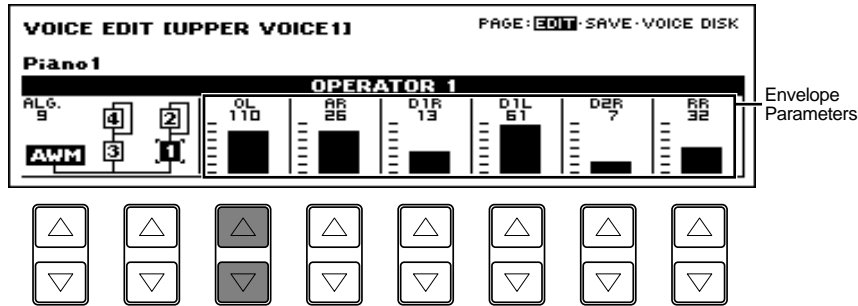 VOICE EDIT [UPPER VOICE1]
PAGE:EDIT·SAVE·VOICE DISK
Piano1
OPERATOR 1
ALG.
9
4
2
AWM
3
1
OL
110
AR
26
D1R
13
D1L
61
D2R
7
RR
32
Envelope
Parameters